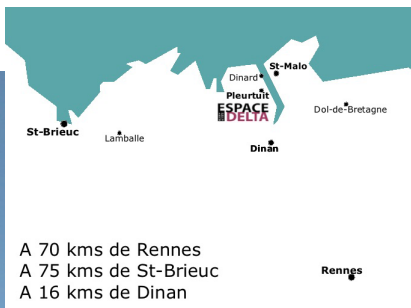 St-Malo
Dinard
Pleurtuit
ESPACE
DELTA
Dol-de-Bretagne
St-Brieuc
Lamballe
Dinan
A 70 kms de Rennes
A 75 kms de St-Brieuc
Rennes
A 16 kms de Dinan